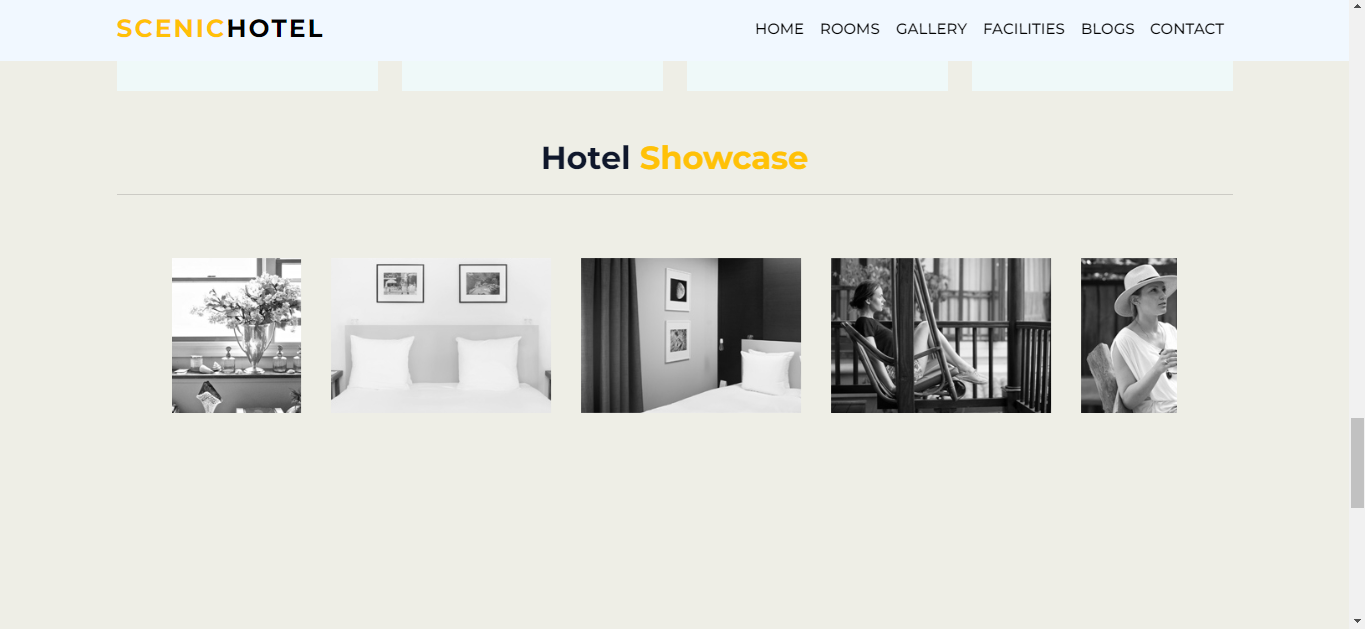 SCENICHOTEL
HOME ROOMS GALLERY FACILITIES BLOGS CONTACT
Hotel Showcase